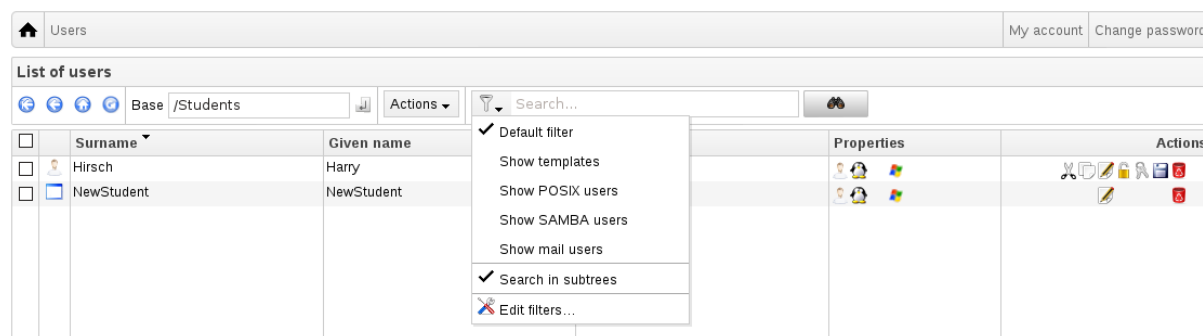 Users My account Change password
List of users
Base /Students Actions Search...
Surname Given name Properties Actions
Default filter
Show templates
Show POSIX users
Show SAMBA users
Show mail users
Search in subtrees
Edit filters...
Hirsch Harry
NewStudent NewStudent